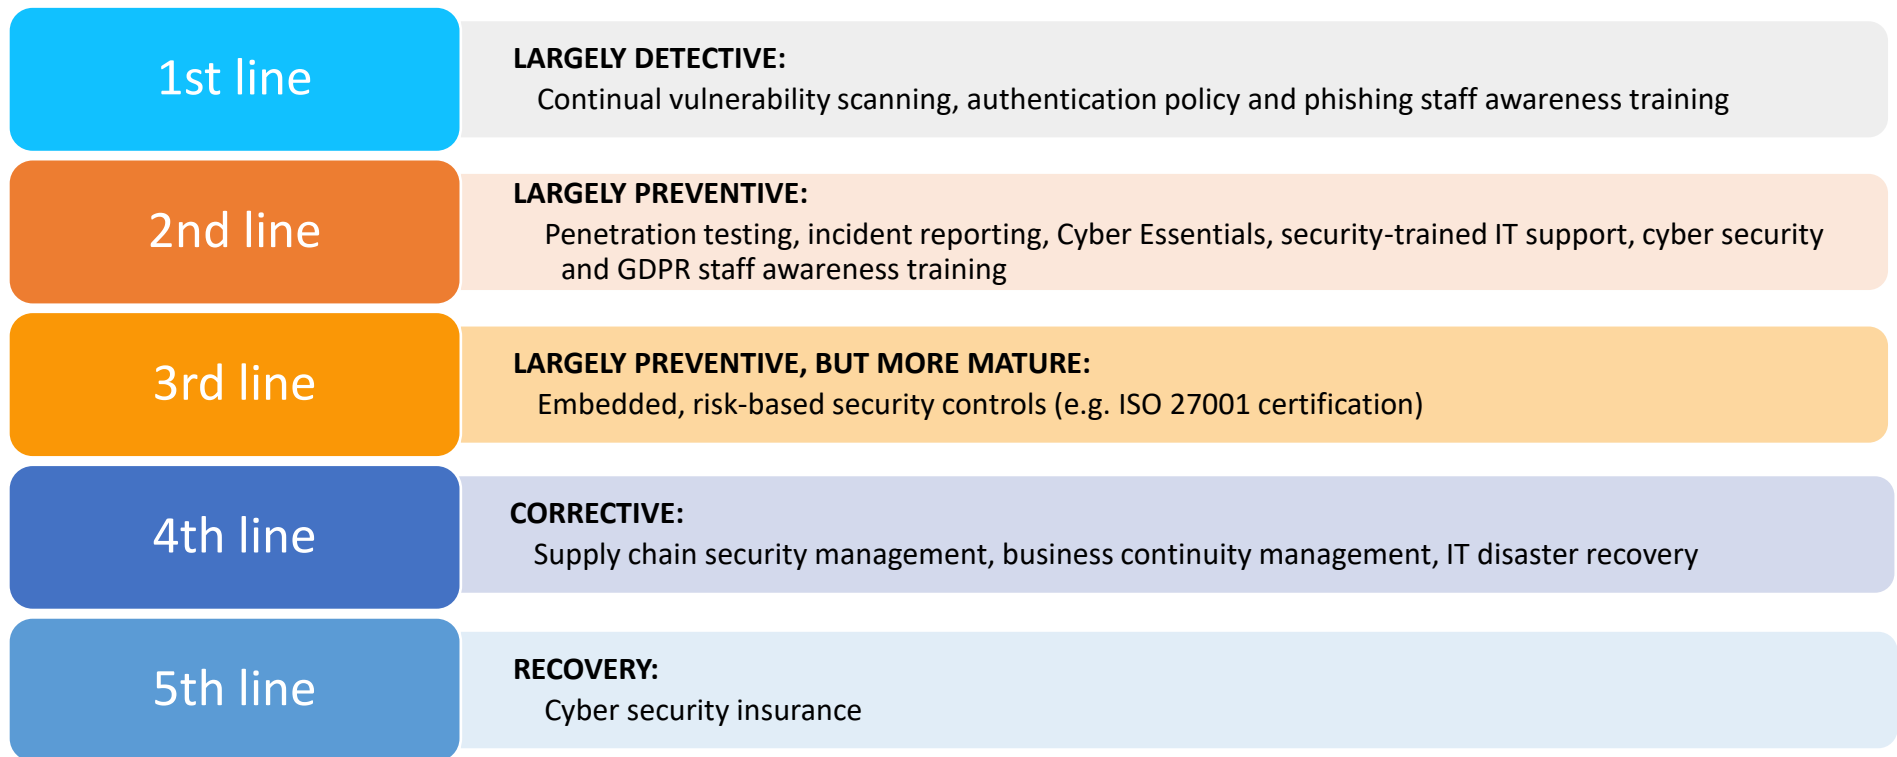 1st line
LARGELY DETECTIVE:
Continual vulnerability scanning, authentication policy and phishing staff awareness training
2nd line
LARGELY PREVENTIVE:
Penetration testing, incident reporting, Cyber Essentials, security-trained IT support, cyber security
and GDPR staff awareness training
3rd line
LARGELY PREVENTIVE, BUT MORE MATURE:
Embedded, risk-based security controls (e.g. ISO 27001 certification)
4th line
CORRECTIVE:
Supply chain security management, business continuity management, IT disaster recovery
5th line
RECOVERY:
Cyber security insurance